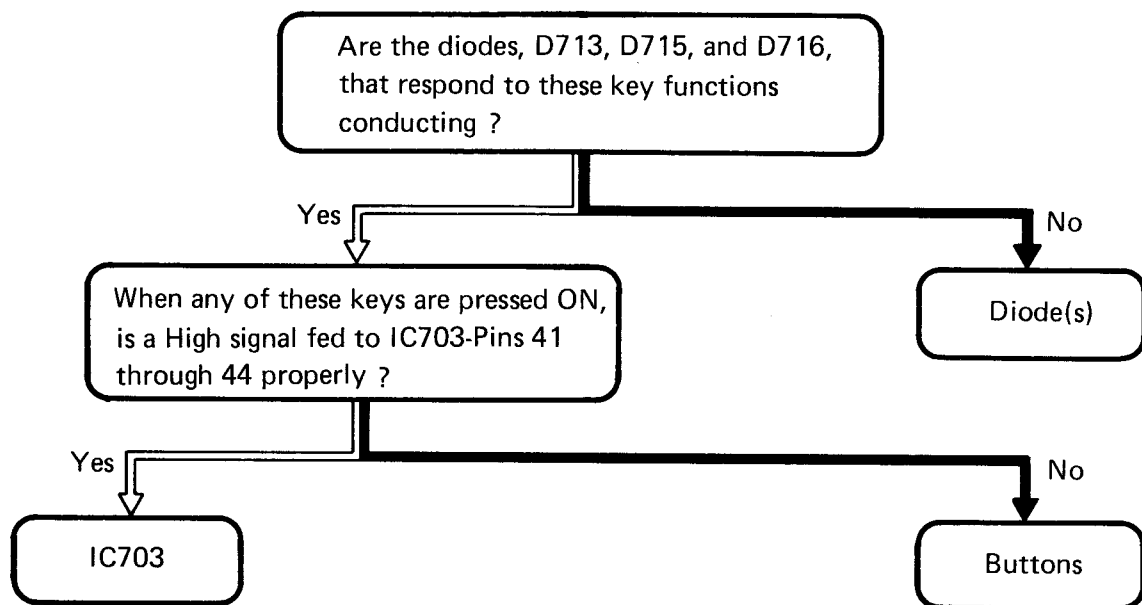 Are the diodes, D713, D715, and D716,
that respond to these key functions
conducting ?
Yes
No
When any of these keys are pressed ON,
is a High signal fed to IC703-Pins 41
through 44 properly ?
Diode(s)
Yes
No
IC703
Buttons